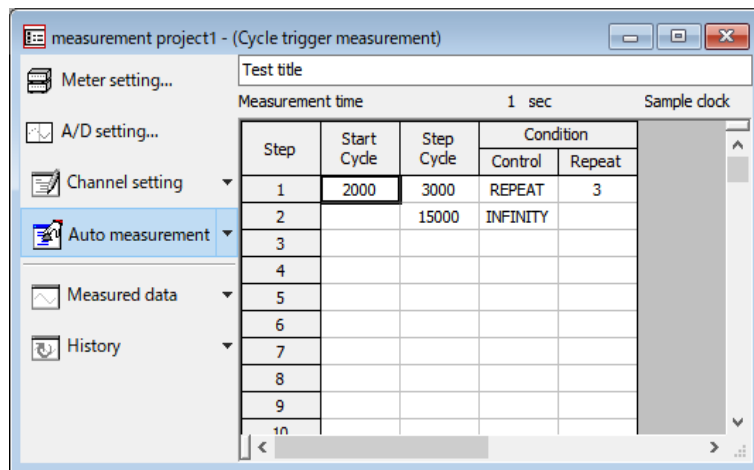 measurement project1 - (Cycle trigger measurement)
Meter setting...
A/D setting...
Channel setting
Auto measurement
Measured data
History
Test title
Measurement time 1 sec Sample clock
Step Start Cycle Step Cycle Condition
Control Repeat
1 2000 3000 REPEAT 3
2 15000 INFINITY
3
4
5
6
7
8
9
10